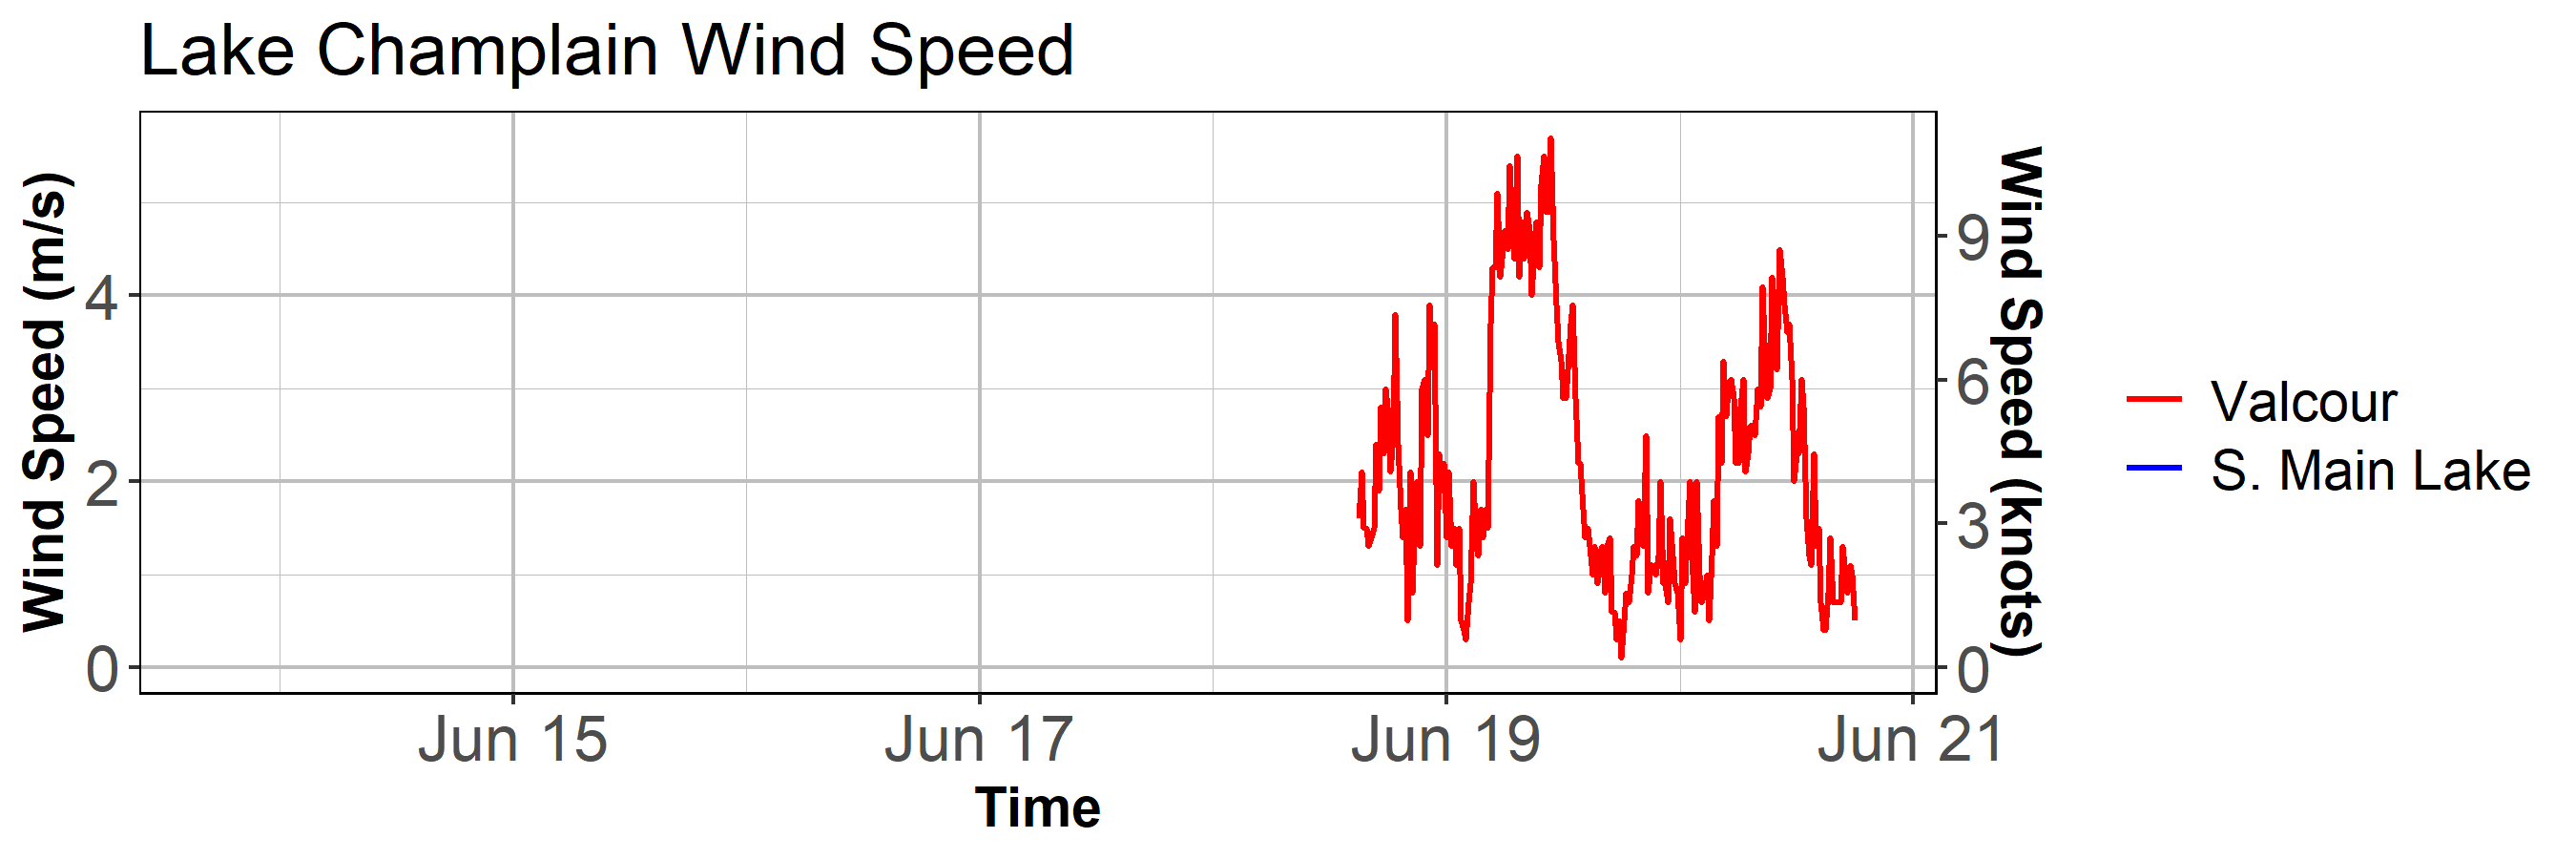 Lake Champlain Wind Speed
Wind Speed (m/s)
4
2
0
9
6
3
0
Wind Speed (knots)
Jun 15
Jun 17
Jun 19
Jun 21
Time
Valcour
S. Main Lake